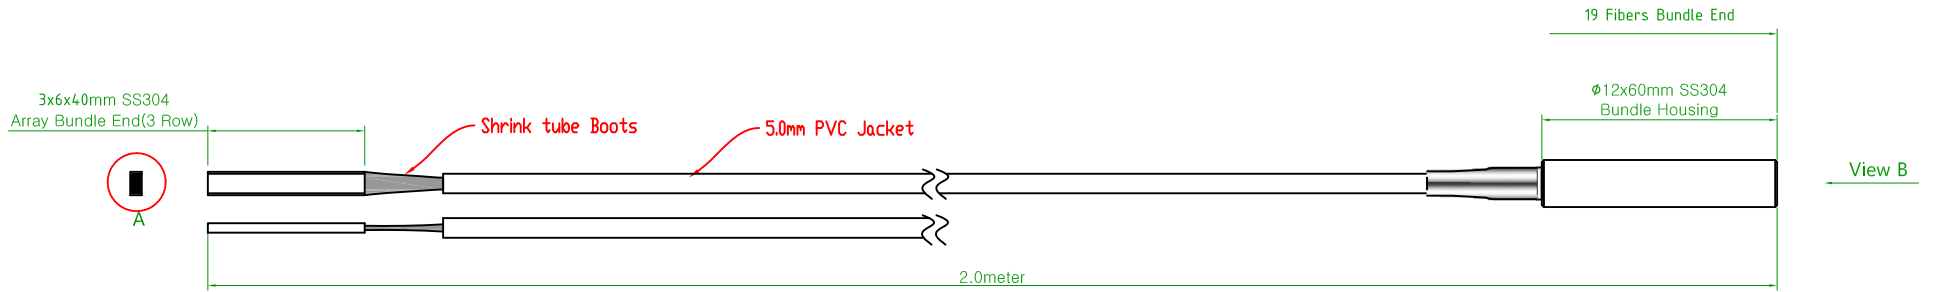 19 Fibers Bundle End
3x6x40mm SS304
Array Bundle End(3 Row)
ϕ12x60mm SS304
Bundle Housing
Shrink tube Boots
5.0mm PVC Jacket
View B
A
2.0meter